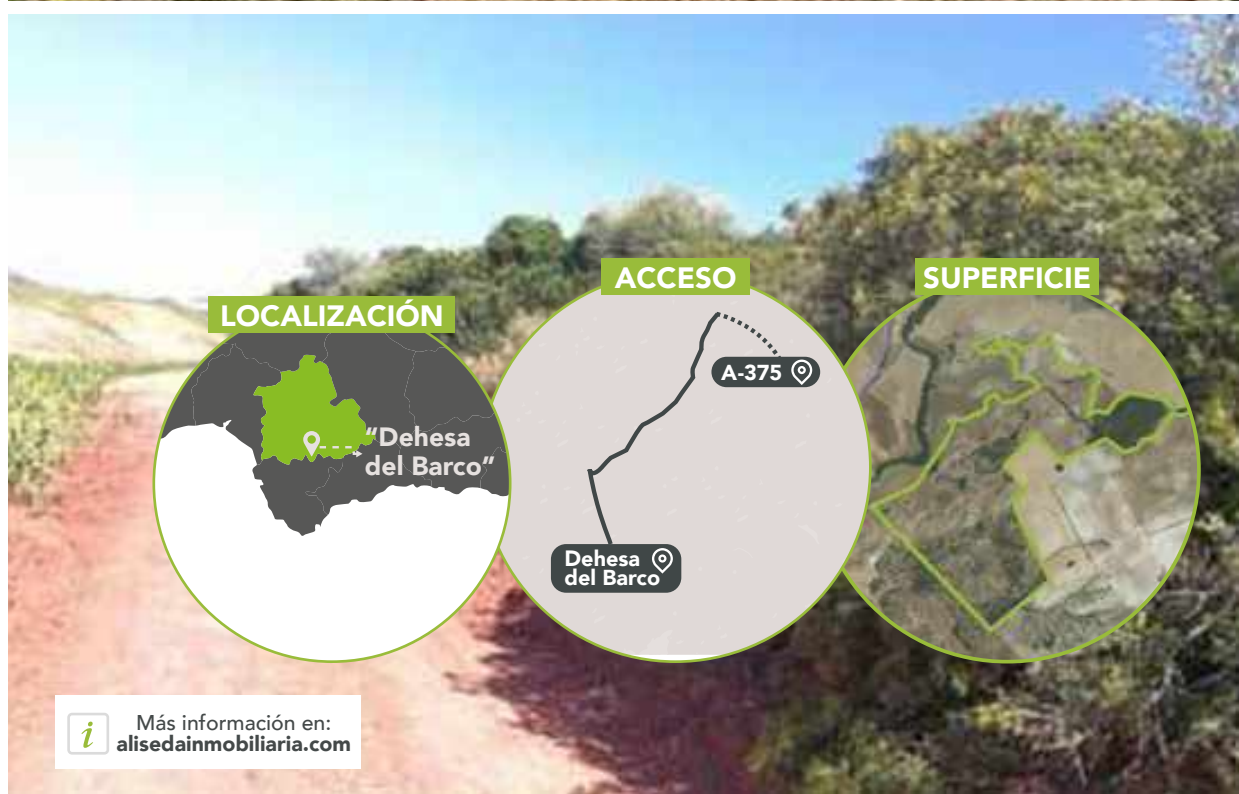 LOCALIZACIÓN
"Dehesa
del Barco"
ACCESO
A-375
Dehesa
del Barco
SUPERFICIE
i
Más información en:
alisedainmobiliaria.com